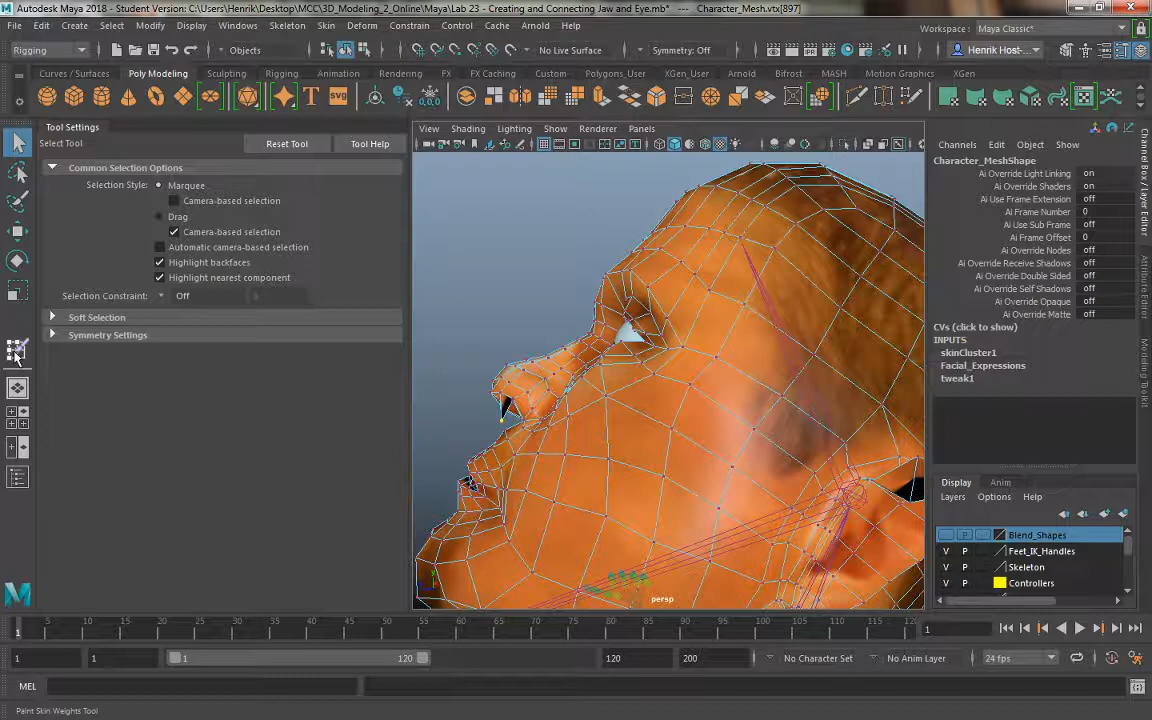 Autodesk Maya 2018 - Student Version: C:\Users\Henrik\Desktop\MCC\3D_Modeling_2_Online\Maya\Lab 23 - Creating and Connecting Jaw and Eye.mb* --- Character_Mesh.vtx[897]
File Edit Create Select Modify Display Windows Skeleton Skin Deform Constrain Control Cache Arnold Help
Workspace : Maya Classic*
Rigging Objects No Live Surface Symmetry: Off Henrik Host-...
Curves / Surfaces Poly Modeling Sculpting Rigging Animation Rendering FX FX Caching Custom Polygons_User XGen_User Arnold Bifrost MASH Motion Graphics XGen
T SVG 0,0,0
Tool Settings
Select Tool Reset Tool Tool Help
Common Selection Options
Selection Style: Marquee
Camera-based selection
Drag
Camera-based selection
Automatic camera-based selection
Highlight backfaces
Highlight nearest component
Selection Constraint: Off
Soft Selection
Symmetry Settings
View Shading Lighting Show Renderer Panels
persp
Channels Edit Object Show
Character_MeshShape
Ai Override Light Linking on
Ai Override Shaders on
Ai Use Frame Extension off
Ai Frame Number 0
Ai Use Sub Frame off
Ai Frame Offset 0
Ai Override Nodes off
Ai Override Receive Shadows off
Ai Override Double Sided off
Ai Override Self Shadows off
Ai Override Opaque off
Ai Override Matte off
CVs (click to show)
INPUTS
skinCluster1
Facial_Expressions
tweak1
Display Anim
Layers Options Help
Blend_Shapes
V P Feet_IK_Handles
V P Skeleton
V P Controllers
Channel Box / Layer Editor
Attribute Editor
Modeling Toolkit
1 5 10 15 20 25 30 35 40 45 50 55 60 65 70 75 80 85 90 95 100 105 110 115 1
1 1 1 120 120 200 No Character Set No Anim Layer 24 fps
MEL
Paint Skin Weights Tool